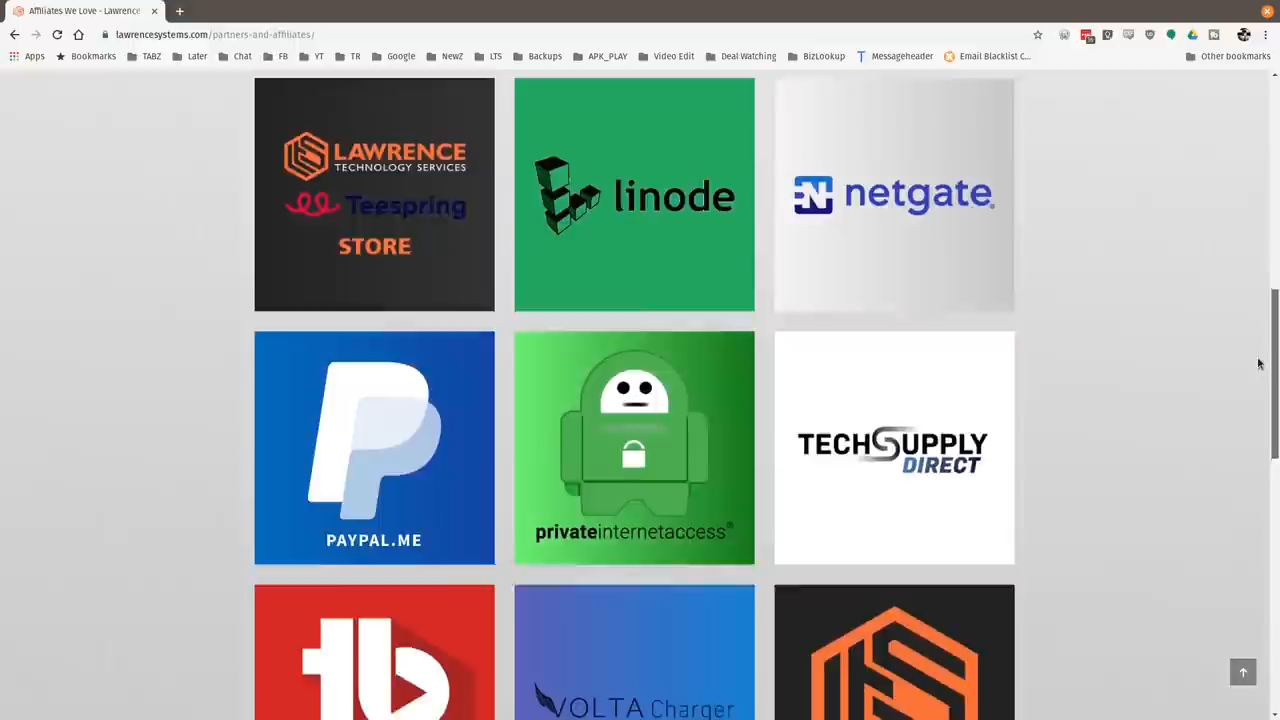 Affiliates We Love - Lawrence
lawrencesystems.com/partners-and-affiliates/
Apps Bookmarks TABZ Later Chat FB YT TR Google NewZ LTS Backups APK_PLAY Video Edit Deal Watching BizLookup Messageheader Email Blacklist C... Other bookmarks
LAWRENCE
TECHNOLOGY SERVICES
Teespring
STORE
linode
netgate®
PAYPAL.ME
privateinternetaccess®
TECHSUPPLY
DIRECT
tb
VOLTA Charger